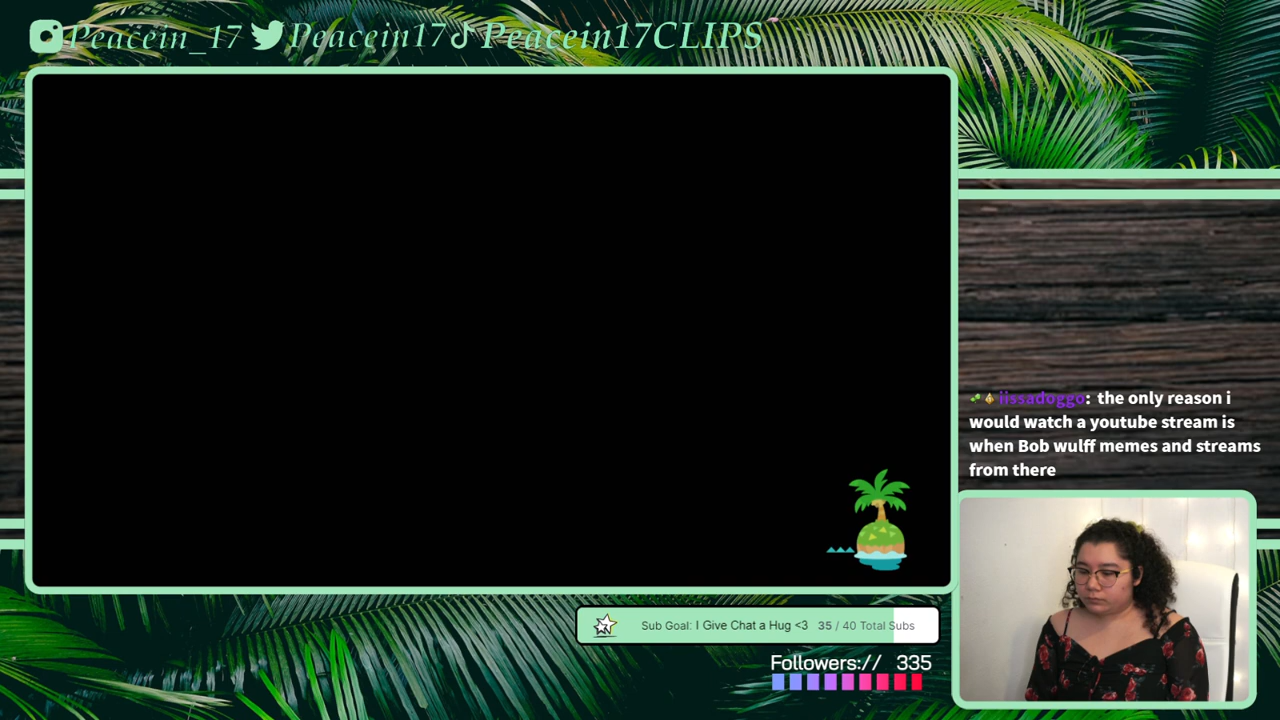 Peacein_17 Peacein17 Peacein17CLIPS
iissadoggo: the only reason i
would watch a youtube stream is
when Bob wulff memes and streams
from there
Sub Goal: I Give Chat a Hug <3 35 / 40 Total Subs
Followers:// 335